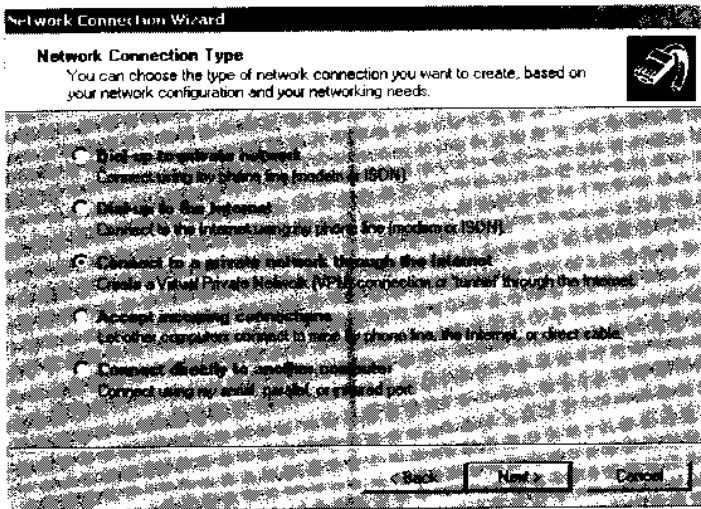 Network Connection Wizard
Network Connection Type
You can choose the type of network connection you want to create, based on
your network configuration and your networking needs.
Dial-up to private network
Connect using my phone line (modem or ISDN).
Dial-up to the Internet
Connect to the Internet using my phone line (modem or ISDN).
Connect to a private network through the Internet
Create a Virtual Private Network (VPN) connection or 'tunnel' through the Internet.
Accept incoming connections
Let other computers connect to mine by phone line, the Internet, or direct cable.
Connect directly to another computer
Connect using my serial, parallel, or infrared port.
< Back
Next >
Cancel